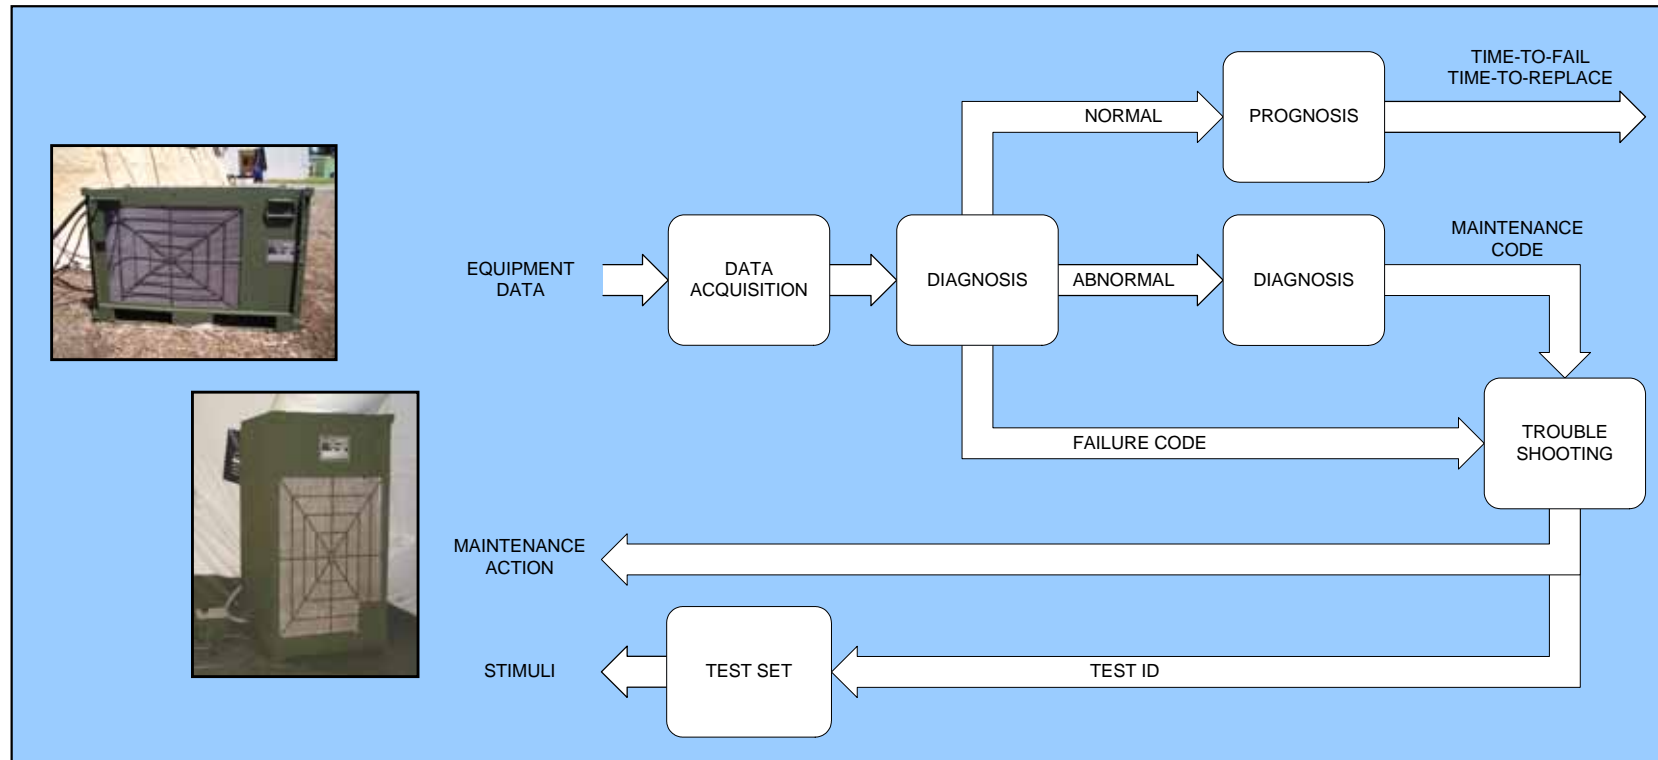 TIME-TO-FAIL
TIME-TO-REPLACE
NORMAL
PROGNOSIS
MAINTENANCE
CODE
EQUIPMENT
DATA
DATA
ACQUISITION
DIAGNOSIS
ABNORMAL
DIAGNOSIS
FAILURE CODE
TROUBLE
SHOOTING
MAINTENANCE
ACTION
STIMULI
TEST SET
TEST ID